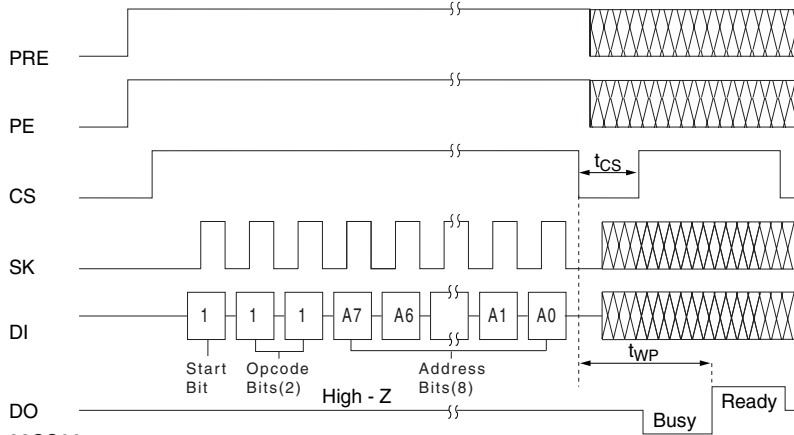 PRE
PE
CS
tCS
SK
DI
1 1 1 A7 A6 A1 A0
Start Bit
Opcode Bits(2)
Address Bits(8)
tWP
DO
High - Z
Busy
Ready